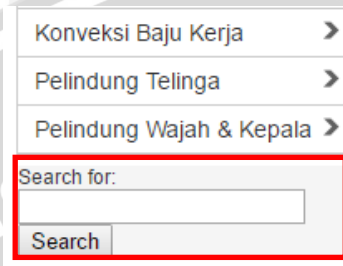 Konveksi Baju Kerja
Pelindung Telinga
Pelindung Wajah & Kepala
Search for:
Search